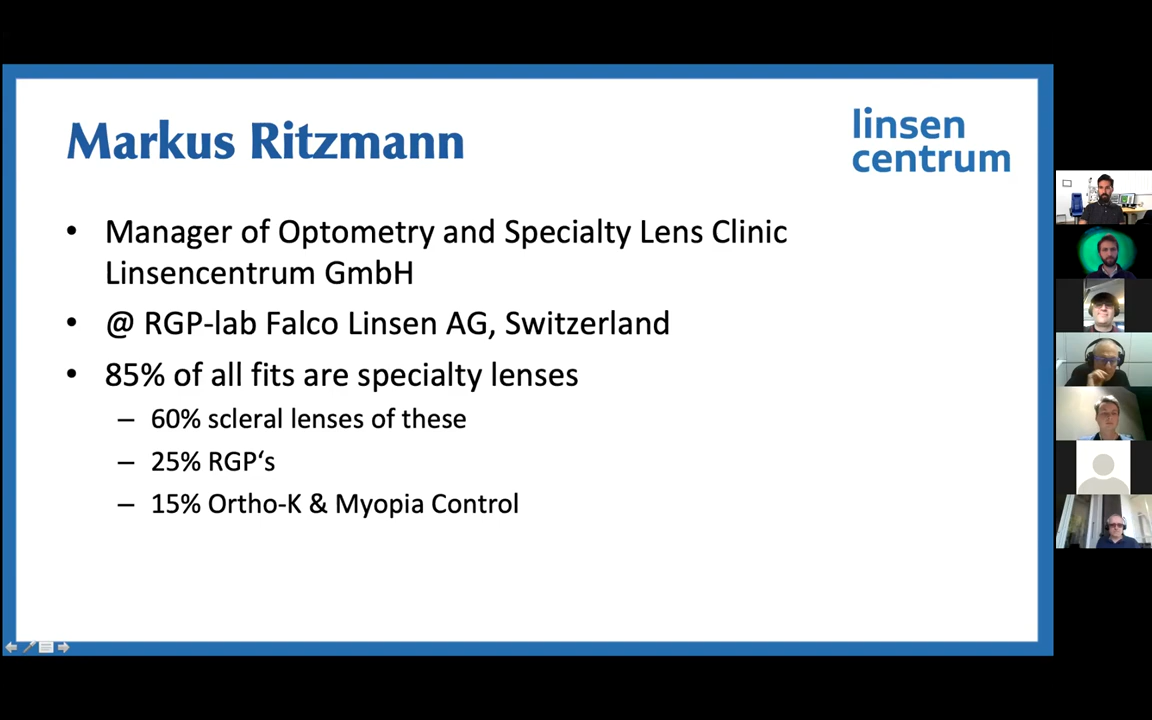 Markus Ritzmann
linsen
centrum
• Manager of Optometry and Specialty Lens Clinic
Linsencentrum GmbH
• @ RGP-lab Falco Linsen AG, Switzerland
• 85% of all fits are specialty lenses
– 60% scleral lenses of these
– 25% RGP‘s
– 15% Ortho-K & Myopia Control